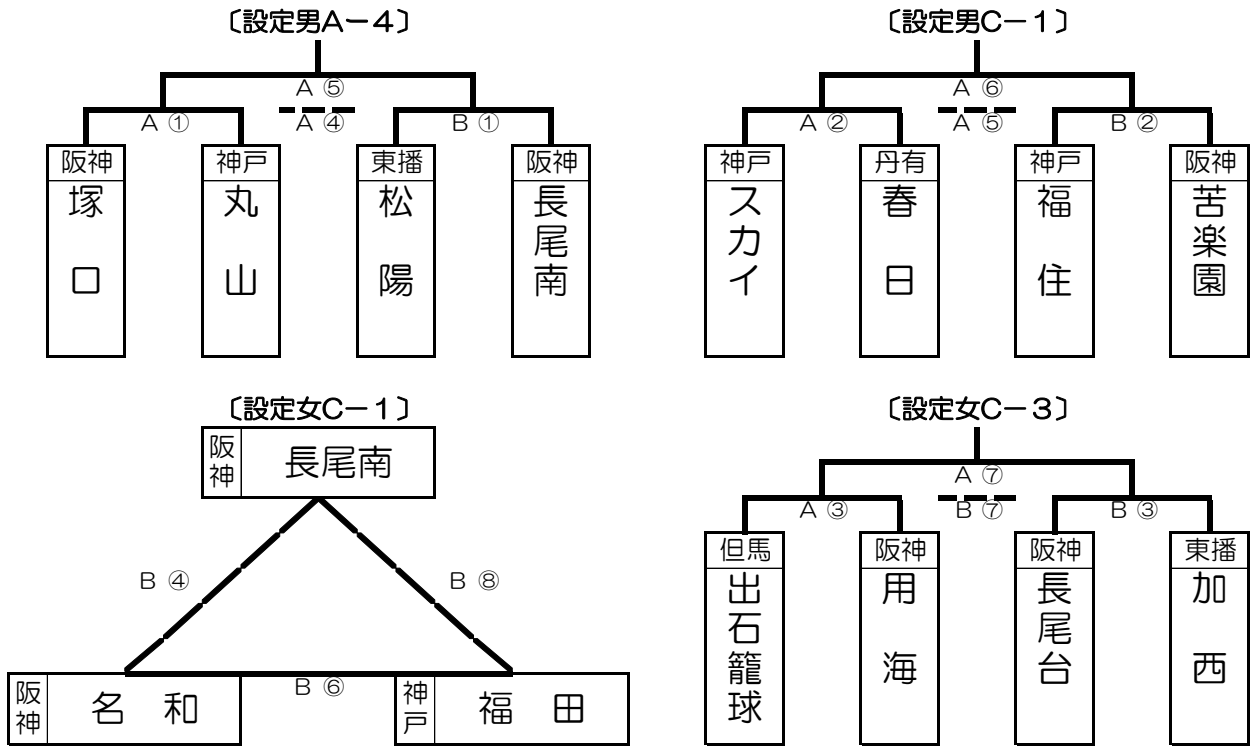 〔設定男A－4〕
A ⑤
A ① A ④ B ①
阪神 神戸 東播 阪神
塚口
丸山
松陽
長尾南
〔設定男C－1〕
A ⑥
A ② A ⑤ B ②
神戸 丹有 神戸 阪神
スカイ
春日
福住
苦楽園
〔設定女C－1〕
阪神 長尾南
B ④ B ⑧
B ⑥
阪神 名和
神戸 福田
〔設定女C－3〕
A ⑦
A ③ B ⑦ B ③
但馬 阪神 阪神 東播
出石籠球
用海
長尾台
加西